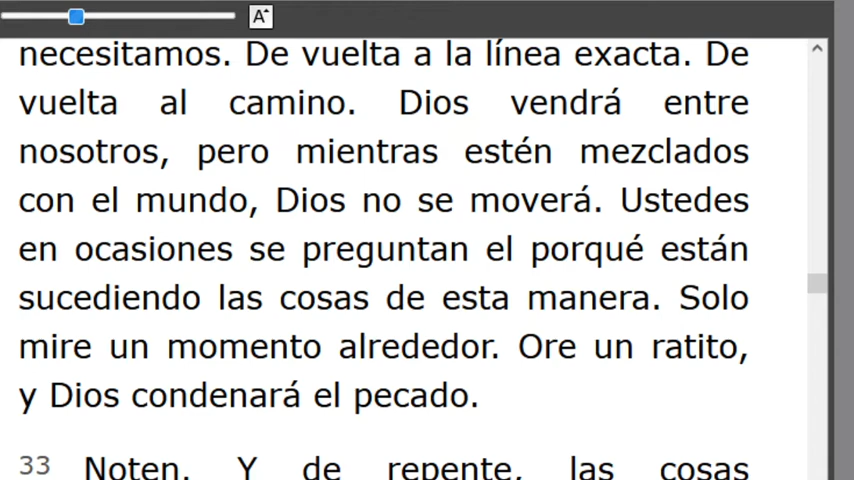 A
necesitamos. De vuelta a la línea exacta. De
vuelta al camino. Dios vendrá entre
nosotros, pero mientras estén mezclados
con el mundo, Dios no se moverá. Ustedes
en ocasiones se preguntan el porqué están
sucediendo las cosas de esta manera. Solo
mire un momento alrededor. Ore un ratito,
y Dios condenará el pecado.
33 Noten. Y de repente, las cosas